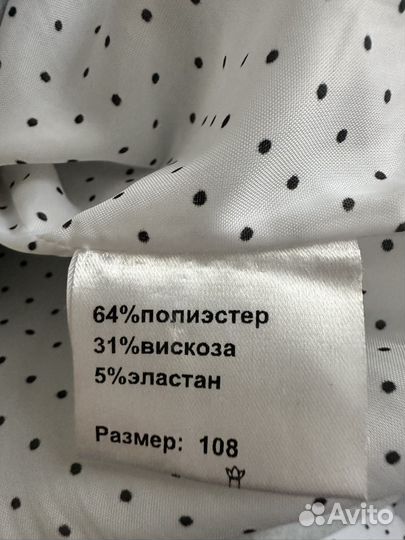 64%полиэстер
31%вискоза
5%эластан
Размер: 108
Avito